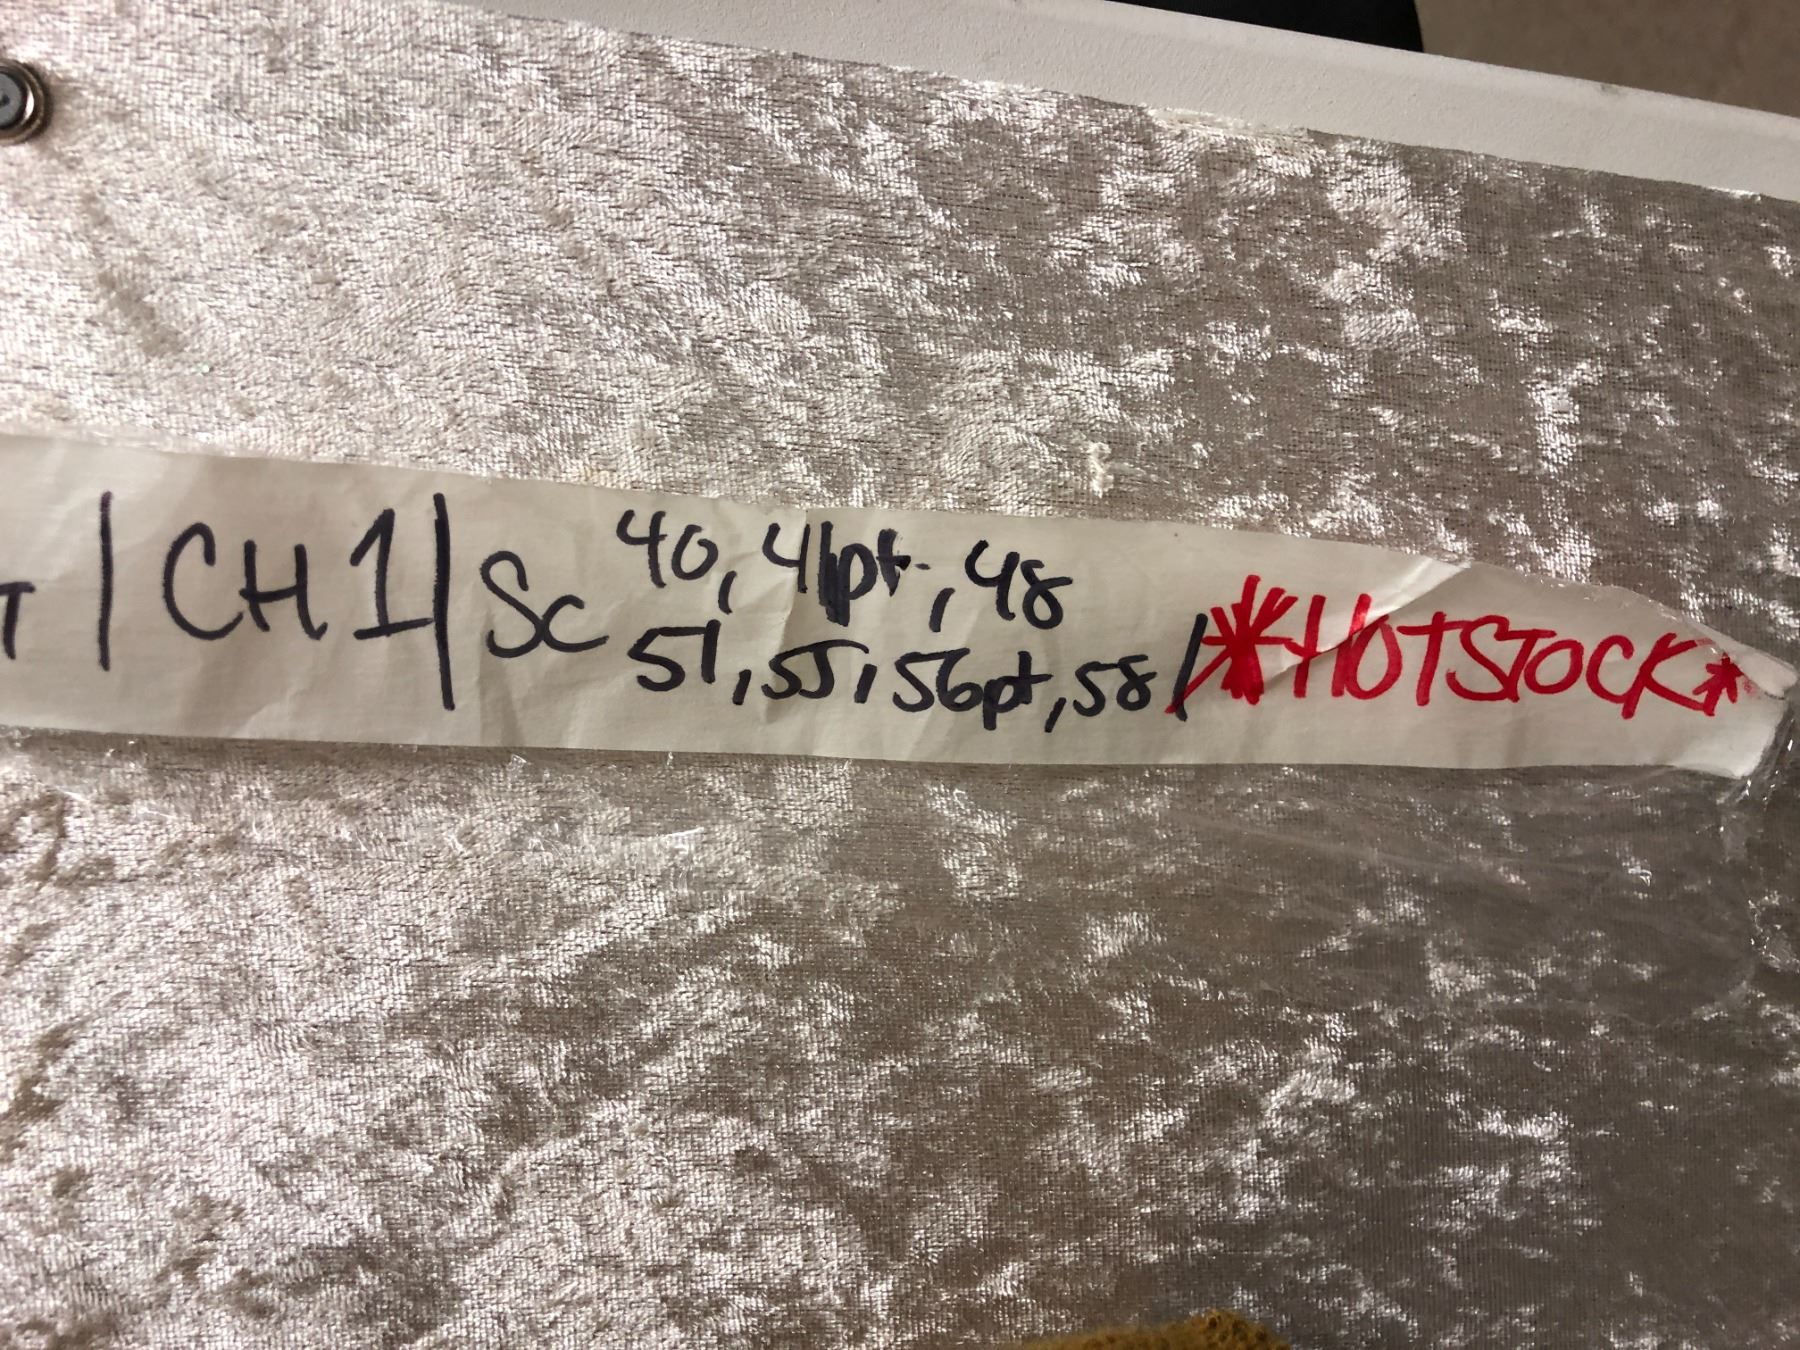 T | CH 1 | Sc 40, 41pt., 48
51, 55, 56pt, 58 / *HOTSTOCK*